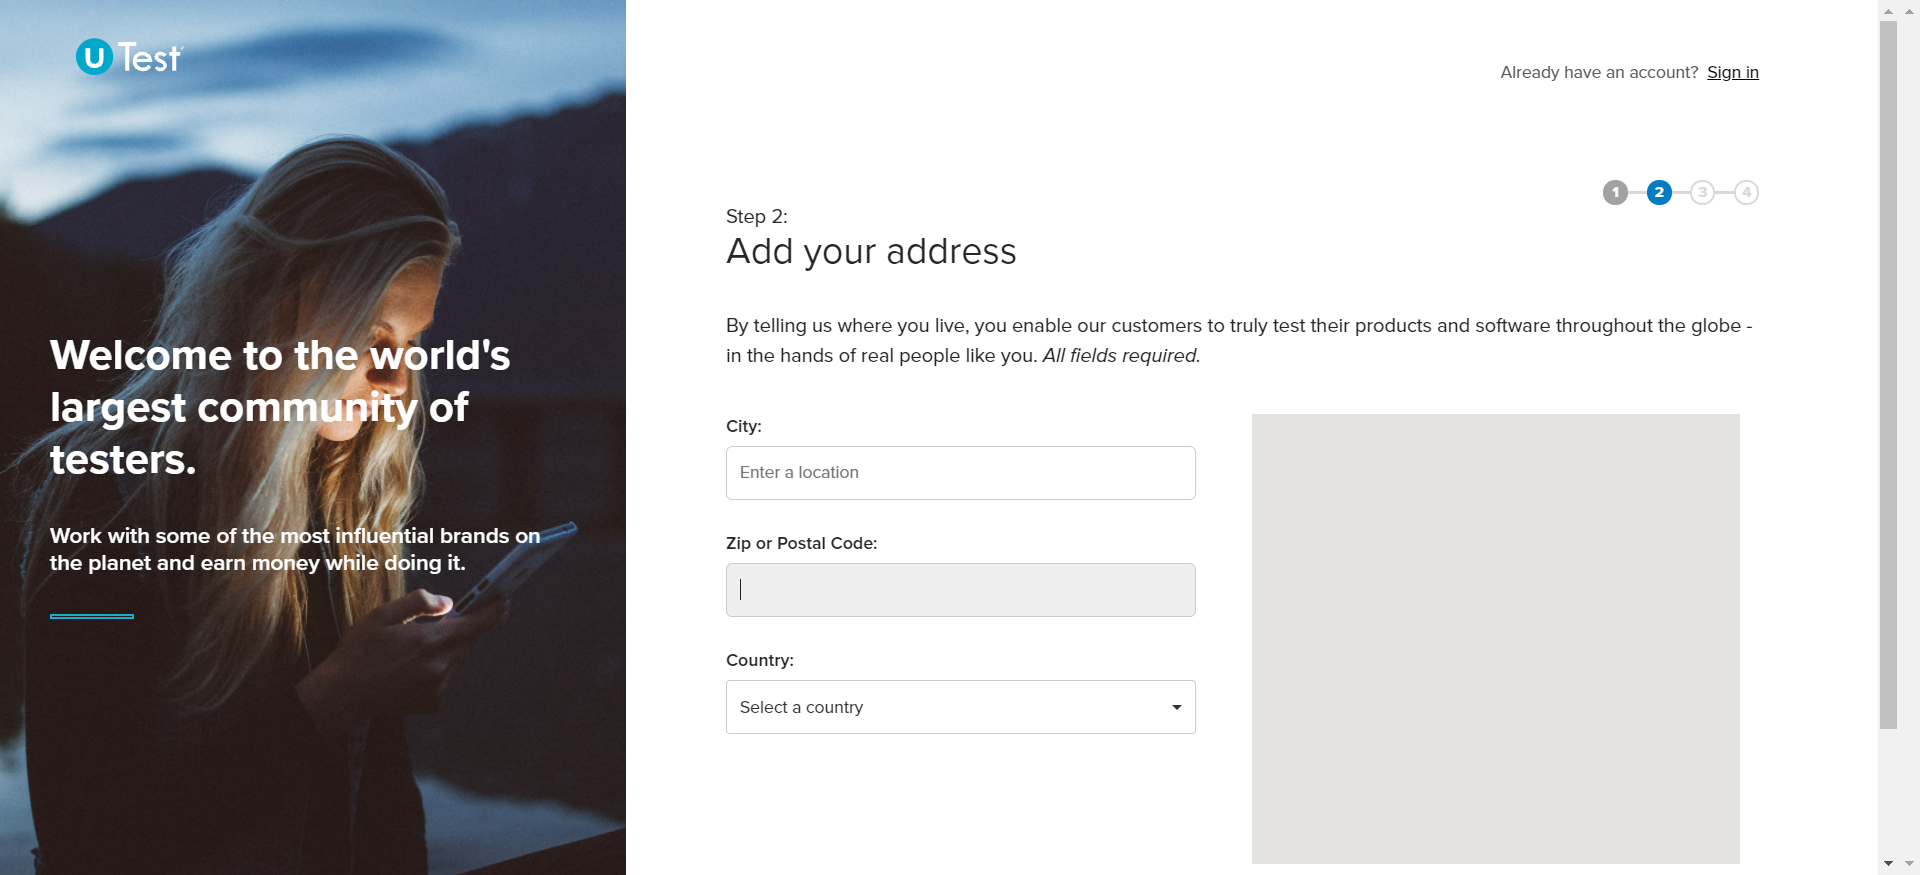 U Test
Welcome to the world's
largest community of
testers.
Work with some of the most influential brands on
the planet and earn money while doing it.
Already have an account? Sign in
1 2 3 4
Step 2:
Add your address
By telling us where you live, you enable our customers to truly test their products and software throughout the globe -
in the hands of real people like you. All fields required.
City:
Enter a location
Zip or Postal Code:
Country:
Select a country